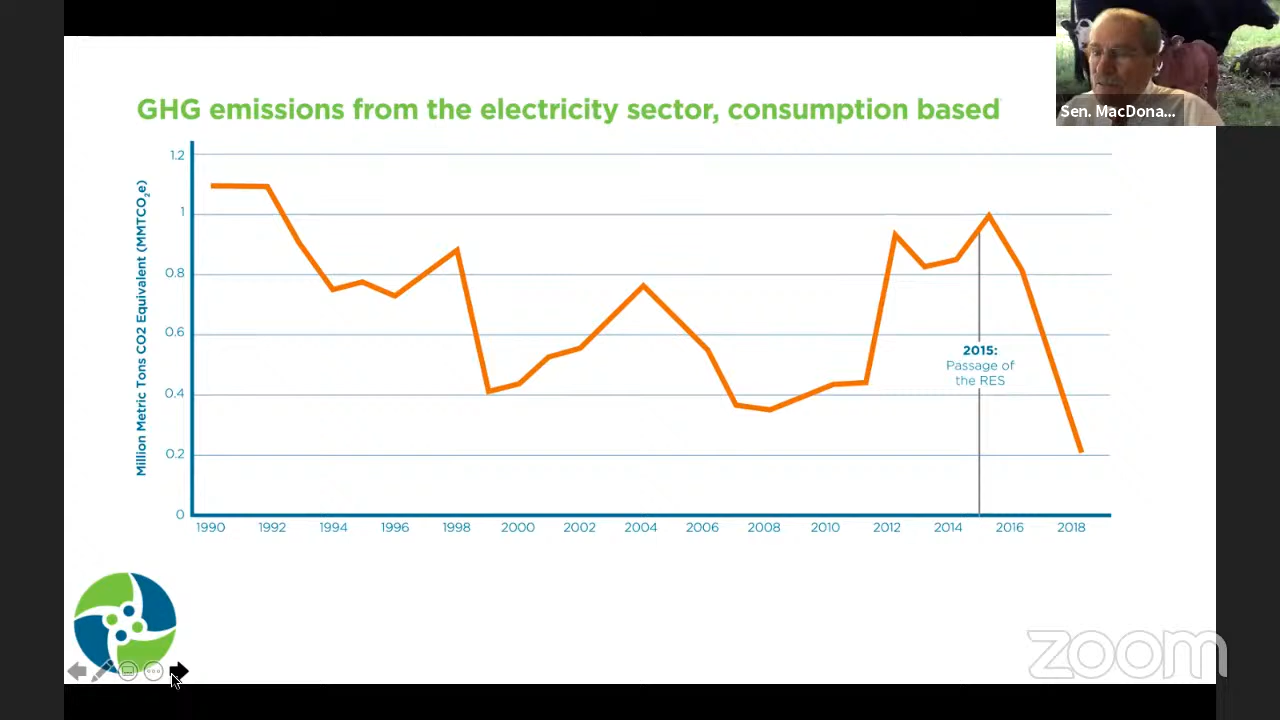 Sen. MacDona...
GHG emissions from the electricity sector, consumption based
Million Metric Tons CO2 Equivalent (MMTCO₂e)
1.2
1
0.8
0.6
0.4
0.2
0
2015:
Passage of
the RES
1990 1992 1994 1996 1998 2000 2002 2004 2006 2008 2010 2012 2014 2016 2018
zoom